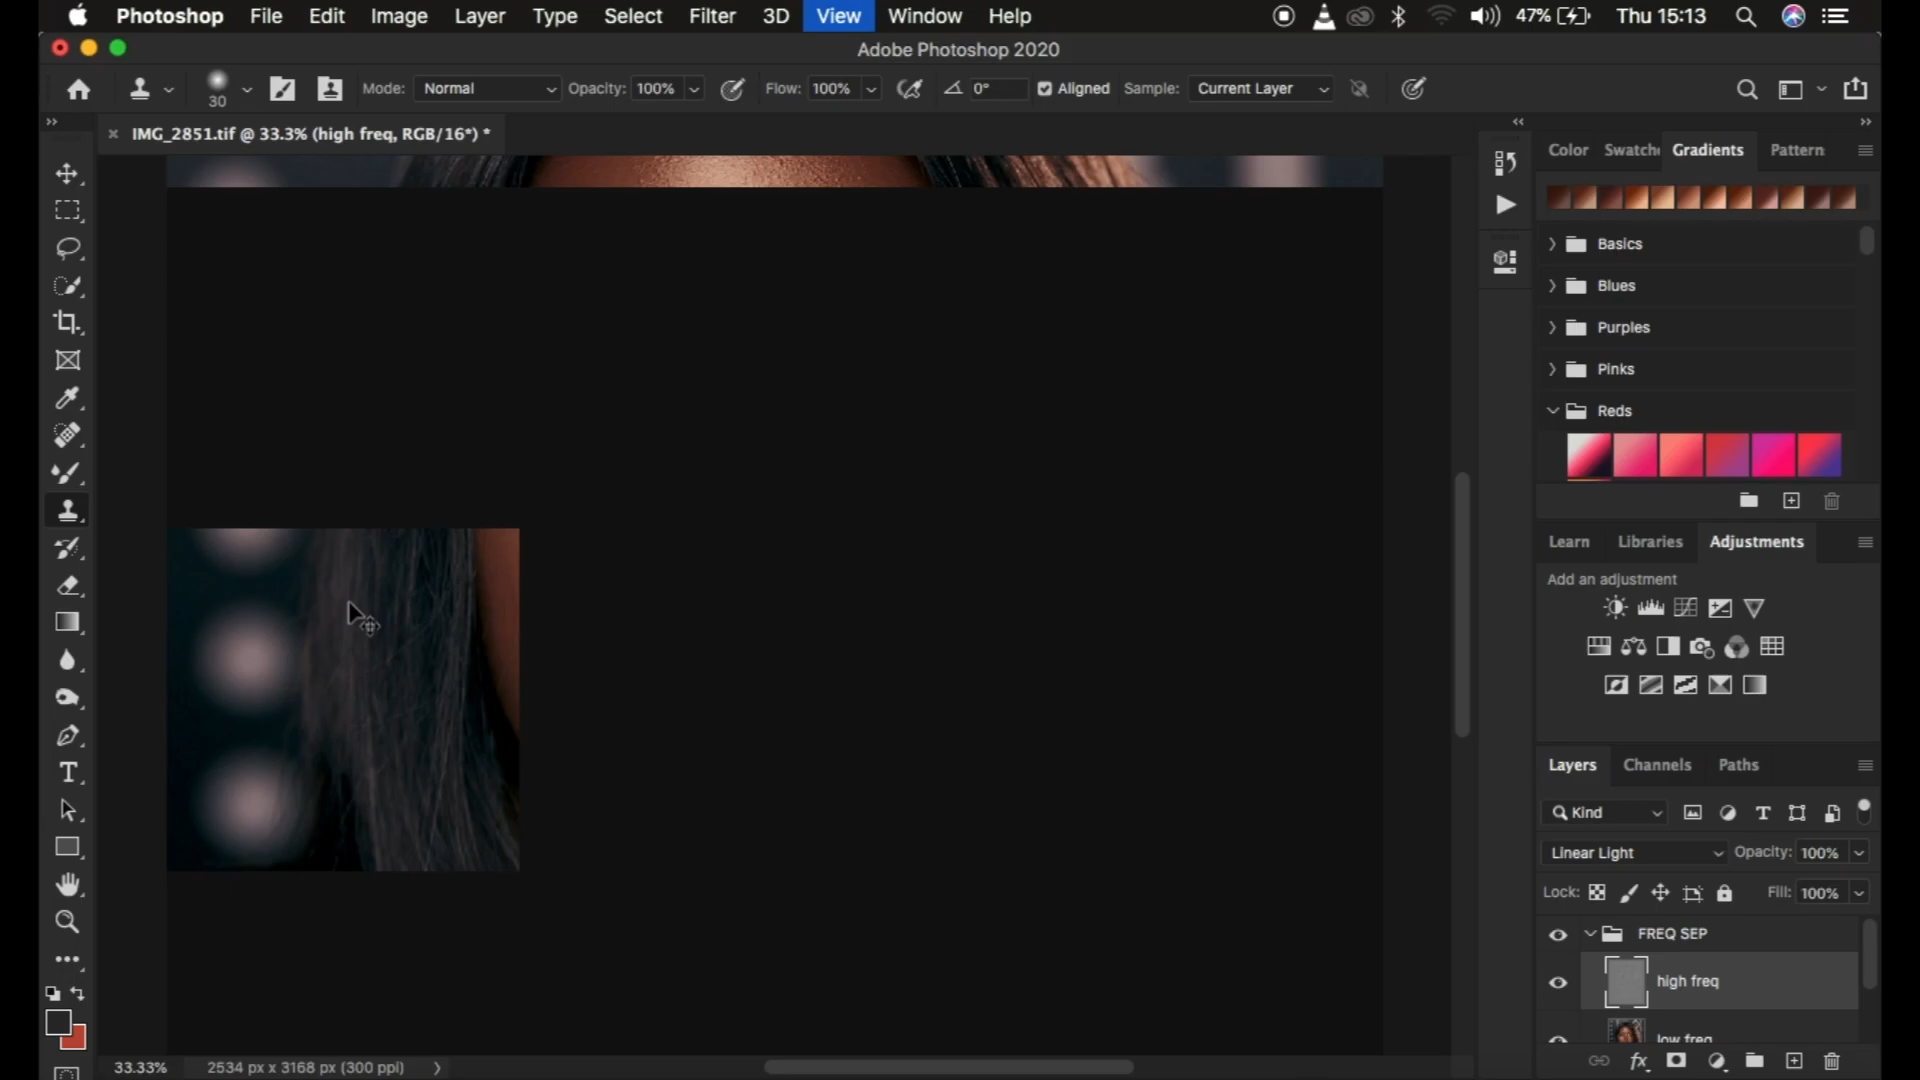 Photoshop File Edit Image Layer Type Select Filter 3D View Window Help 47% Thu 15:13
Adobe Photoshop 2020
30 Mode: Normal Opacity: 100% Flow: 100% 0° Aligned Sample: Current Layer
IMG_2851.tif @ 33.3% (high freq, RGB/16*) *
Color Swatche Gradients Pattern
Basics
Blues
Purples
Pinks
Reds
Learn Libraries Adjustments
Add an adjustment
Layers Channels Paths
Kind
Linear Light Opacity: 100%
Lock: Fill: 100%
FREQ SEP
high freq
low freq
33.33% 2534 px x 3168 px (300 ppi)